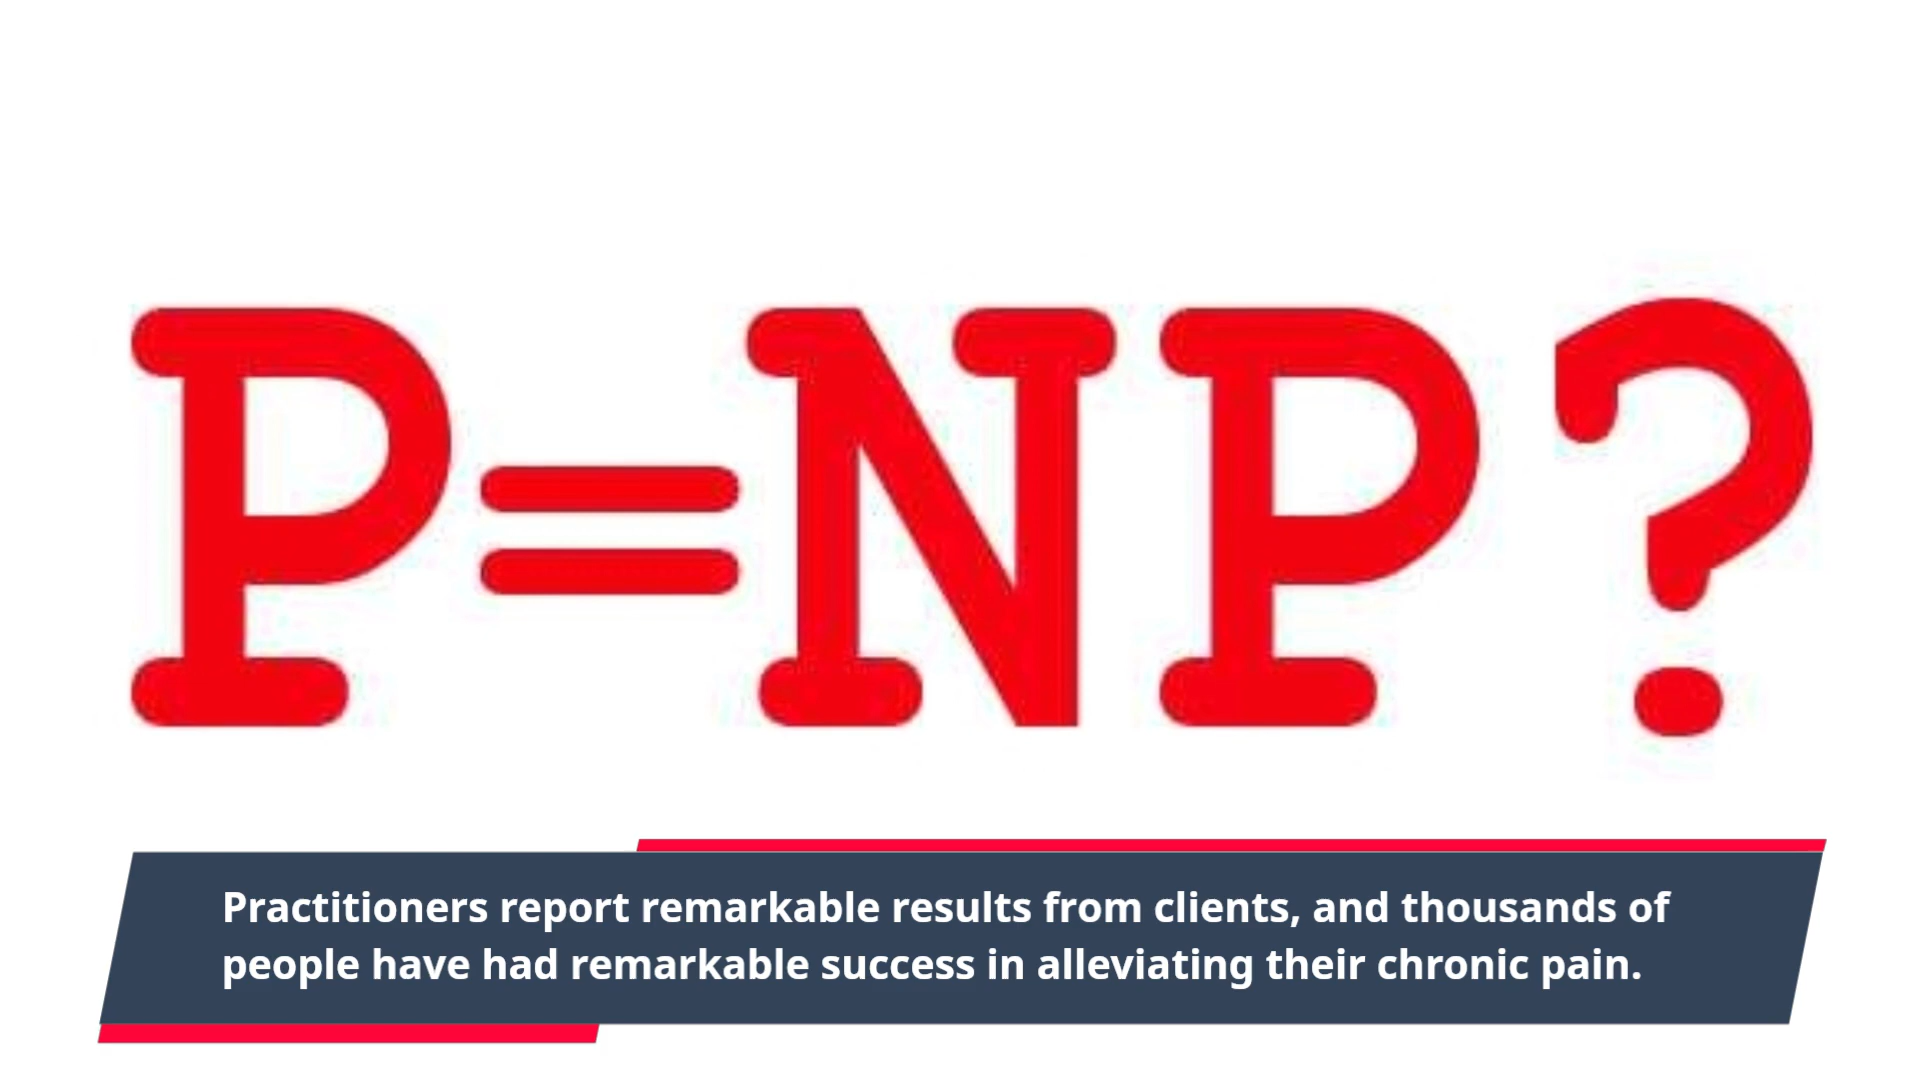 P=NP?
Practitioners report remarkable results from clients, and thousands of
people have had remarkable success in alleviating their chronic pain.